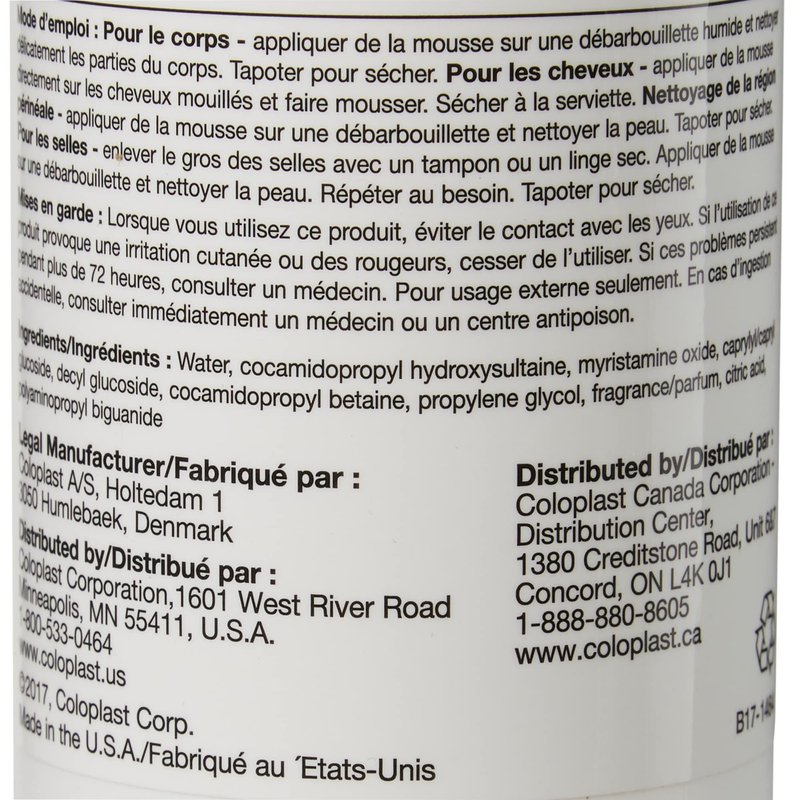 Mode d'emploi : Pour le corps - appliquer de la mousse sur une débarbouillette humide et nettoyer
délicatement les parties du corps. Tapoter pour sécher. Pour les cheveux - appliquer de la mousse
directement sur les cheveux mouillés et faire mousser. Sécher à la serviette. Nettoyage de la région
périnéale - appliquer de la mousse sur une débarbouillette et nettoyer la peau. Tapoter pour sécher.
Pour les selles - enlever le gros des selles avec un tampon ou un linge sec. Appliquer de la mousse
sur une débarbouillette et nettoyer la peau. Répéter au besoin. Tapoter pour sécher.
Mises en garde : Lorsque vous utilisez ce produit, éviter le contact avec les yeux. Si l'utilisation de ce
produit provoque une irritation cutanée ou des rougeurs, cesser de l'utiliser. Si ces problèmes persistent
pendant plus de 72 heures, consulter un médecin. Pour usage externe seulement. En cas d'ingestion
accidentelle, consulter immédiatement un médecin ou un centre antipoison.
Ingredients/Ingrédients : Water, cocamidopropyl hydroxysultaine, myristamine oxide, caprylyl/capryl
glucoside, decyl glucoside, cocamidopropyl betaine, propylene glycol, fragrance/parfum, citric acid,
polyaminopropyl biguanide
Legal Manufacturer/Fabriqué par :
Coloplast A/S, Holtedam 1
3050 Humlebaek, Denmark
Distributed by/Distribué par :
Coloplast Corporation,1601 West River Road
Minneapolis, MN 55411, U.S.A.
1-800-533-0464
www.coloplast.us
©2017, Coloplast Corp.
Made in the U.S.A./Fabriqué au ´Etats-Unis
Distributed by/Distribué par :
Coloplast Canada Corporation -
Distribution Center,
1380 Creditstone Road, Unit
Concord, ON L4K 0J1
1-888-880-8605
www.coloplast.ca